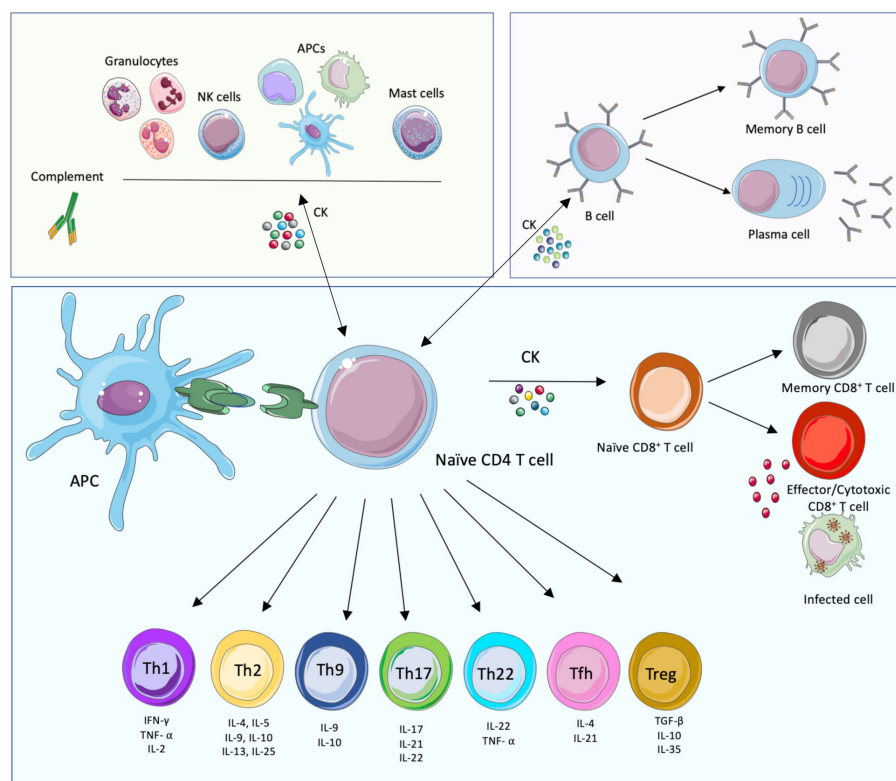 Granulocytes
APCs
NK cells
Mast cells
Complement
CK
Memory B cell
CK
B cell
Plasma cell
APC
Naïve CD4 T cell
CK
Naïve CD8⁺ T cell
Memory CD8⁺ T cell
Effector/Cytotoxic
CD8⁺ T cell
Infected cell
Th1
IFN-γ
TNF- α
IL-2
Th2
IL-4, IL-5
IL-9, IL-10
IL-13, IL-25
Th9
IL-9
IL-10
Th17
IL-17
IL-21
IL-22
Th22
IL-22
TNF- α
Tfh
IL-4
IL-21
Treg
TGF-β
IL-10
IL-35